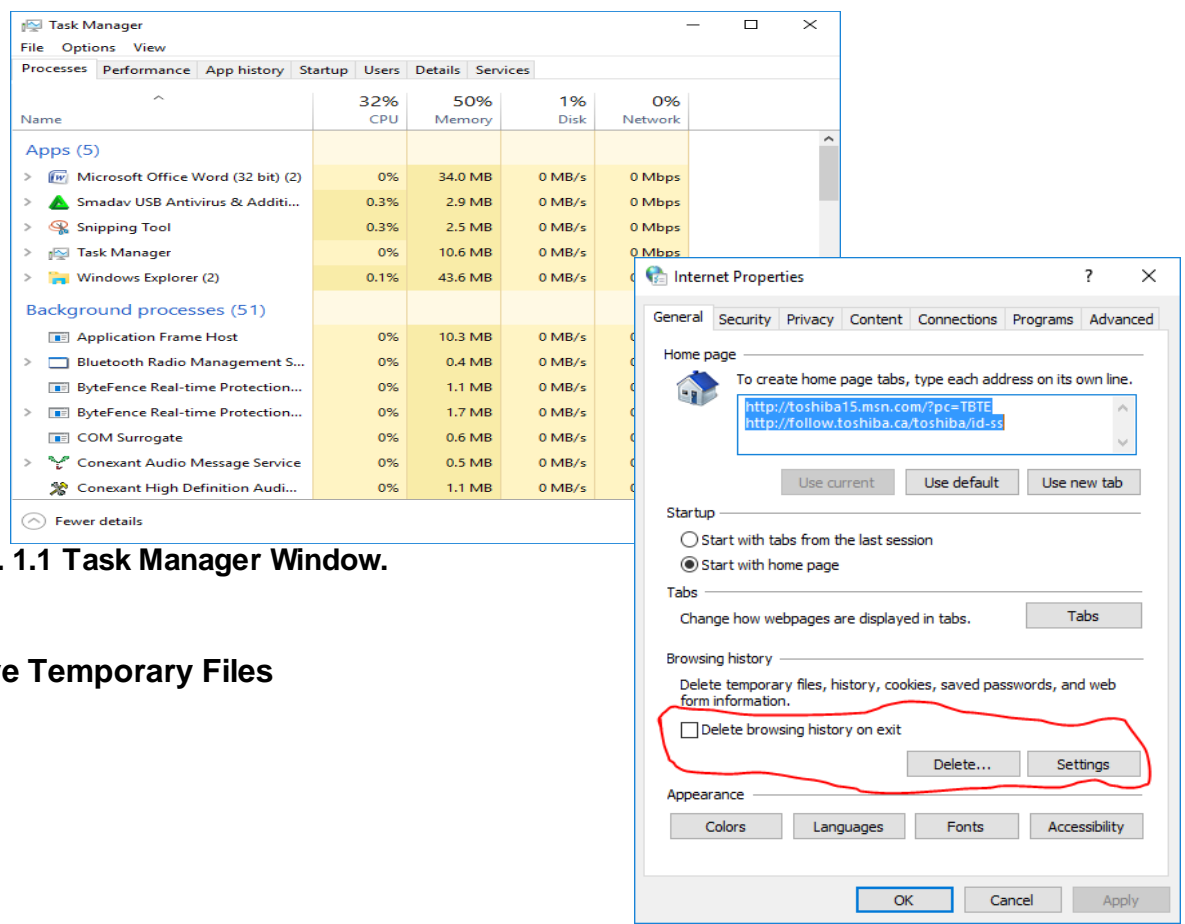 Task Manager
File Options View
Processes Performance App history Startup Users Details Services
32% 50% 1% 0%
Name CPU Memory Disk Network
Apps (5)
Microsoft Office Word (32 bit) (2) 0% 34.0 MB 0 MB/s 0 Mbps
Smadav USB Antivirus & Additi... 0.3% 2.9 MB 0 MB/s 0 Mbps
Snipping Tool 0.3% 2.5 MB 0 MB/s 0 Mbps
Task Manager 0% 10.6 MB 0 MB/s 0 Mbps
Windows Explorer (2) 0.1% 43.6 MB 0 MB/s
Background processes (51)
Application Frame Host 0% 10.3 MB 0 MB/s
Bluetooth Radio Management S... 0% 0.4 MB 0 MB/s
ByteFence Real-time Protection... 0% 1.1 MB 0 MB/s
ByteFence Real-time Protection... 0% 1.7 MB 0 MB/s
COM Surrogate 0% 0.6 MB 0 MB/s
Conexant Audio Message Service 0% 0.5 MB 0 MB/s
Conexant High Definition Audi... 0% 1.1 MB 0 MB/s
Fewer details
. 1.1 Task Manager Window.
e Temporary Files
Internet Properties ?
General Security Privacy Content Connections Programs Advanced
Home page
To create home page tabs, type each address on its own line.
http://toshiba15.msn.com/?pc=TBTE
http://follow.toshiba.ca/toshiba/id-ss
Use current Use default Use new tab
Startup
Start with tabs from the last session
Start with home page
Tabs
Change how webpages are displayed in tabs. Tabs
Browsing history
Delete temporary files, history, cookies, saved passwords, and web
form information.
Delete browsing history on exit
Delete... Settings
Appearance
Colors Languages Fonts Accessibility
OK Cancel Apply